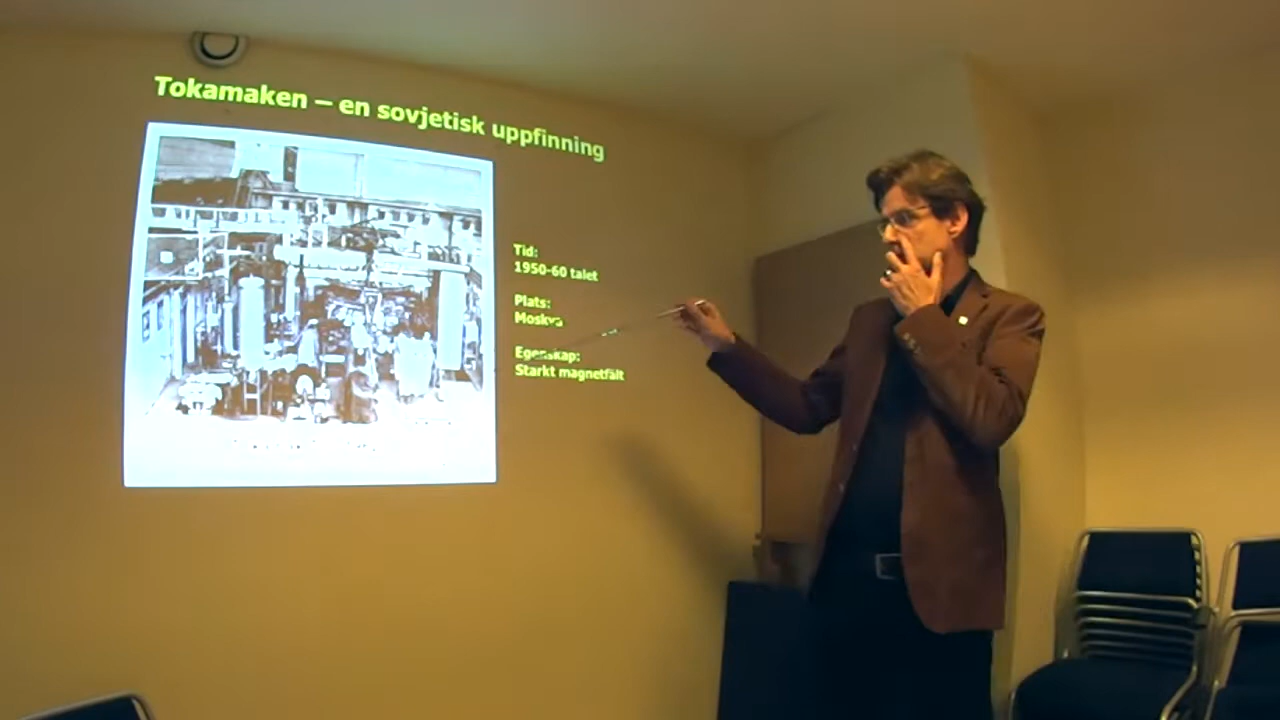 Tokamaken – en sovjetisk uppfinning
Tid:
1950-60 talet
Plats:
Moskva
Egenskap:
Starkt magnetfält